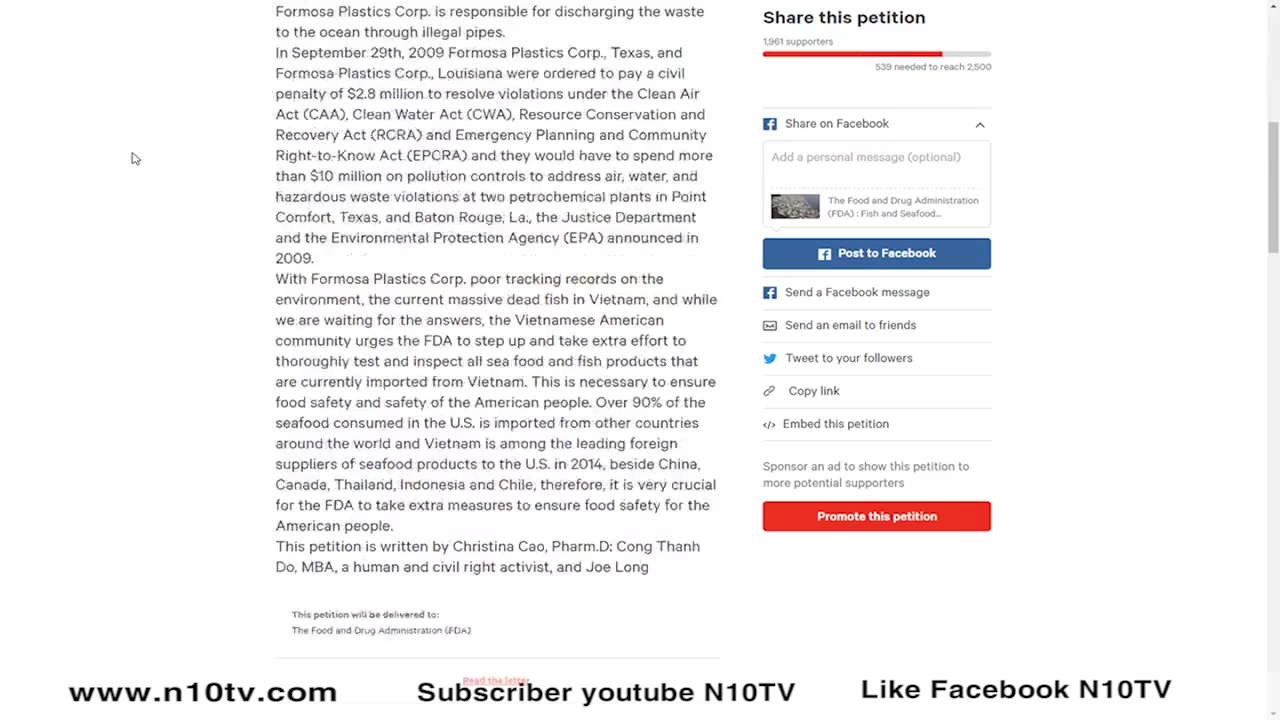 Formosa Plastics Corp. is responsible for discharging the waste
to the ocean through illegal pipes.
In September 29th, 2009 Formosa Plastics Corp., Texas, and
Formosa Plastics Corp., Louisiana were ordered to pay a civil
penalty of $2.8 million to resolve violations under the Clean Air
Act (CAA), Clean Water Act (CWA), Resource Conservation and
Recovery Act (RCRA) and Emergency Planning and Community
Right-to-Know Act (EPCRA) and they would have to spend more
than $10 million on pollution controls to address air, water, and
hazardous waste violations at two petrochemical plants in Point
Comfort, Texas, and Baton Rouge, La., the Justice Department
and the Environmental Protection Agency (EPA) announced in
2009.
With Formosa Plastics Corp. poor tracking records on the
environment, the current massive dead fish in Vietnam, and while
we are waiting for the answers, the Vietnamese American
community urges the FDA to step up and take extra effort to
thoroughly test and inspect all sea food and fish products that
are currently imported from Vietnam. This is necessary to ensure
food safety and safety of the American people. Over 90% of the
seafood consumed in the U.S. is imported from other countries
around the world and Vietnam is among the leading foreign
suppliers of seafood products to the U.S. in 2014, beside China,
Canada, Thailand, Indonesia and Chile, therefore, it is very crucial
for the FDA to take extra measures to ensure food safety for the
American people.
This petition is written by Christina Cao, Pharm.D; Cong Thanh
Do, MBA, a human and civil right activist, and Joe Long
This petition will be delivered to:
The Food and Drug Administration (FDA)
Read the letter
Share this petition
1,961 supporters
539 needed to reach 2,500
Share on Facebook
Add a personal message (optional)
The Food and Drug Administration
(FDA) : Fish and Seafood...
Post to Facebook
Send a Facebook message
Send an email to friends
Tweet to your followers
Copy link
Embed this petition
Sponsor an ad to show this petition to
more potential supporters
Promote this petition
www.n10tv.com
Subscriber youtube N10TV
Like Facebook N10TV